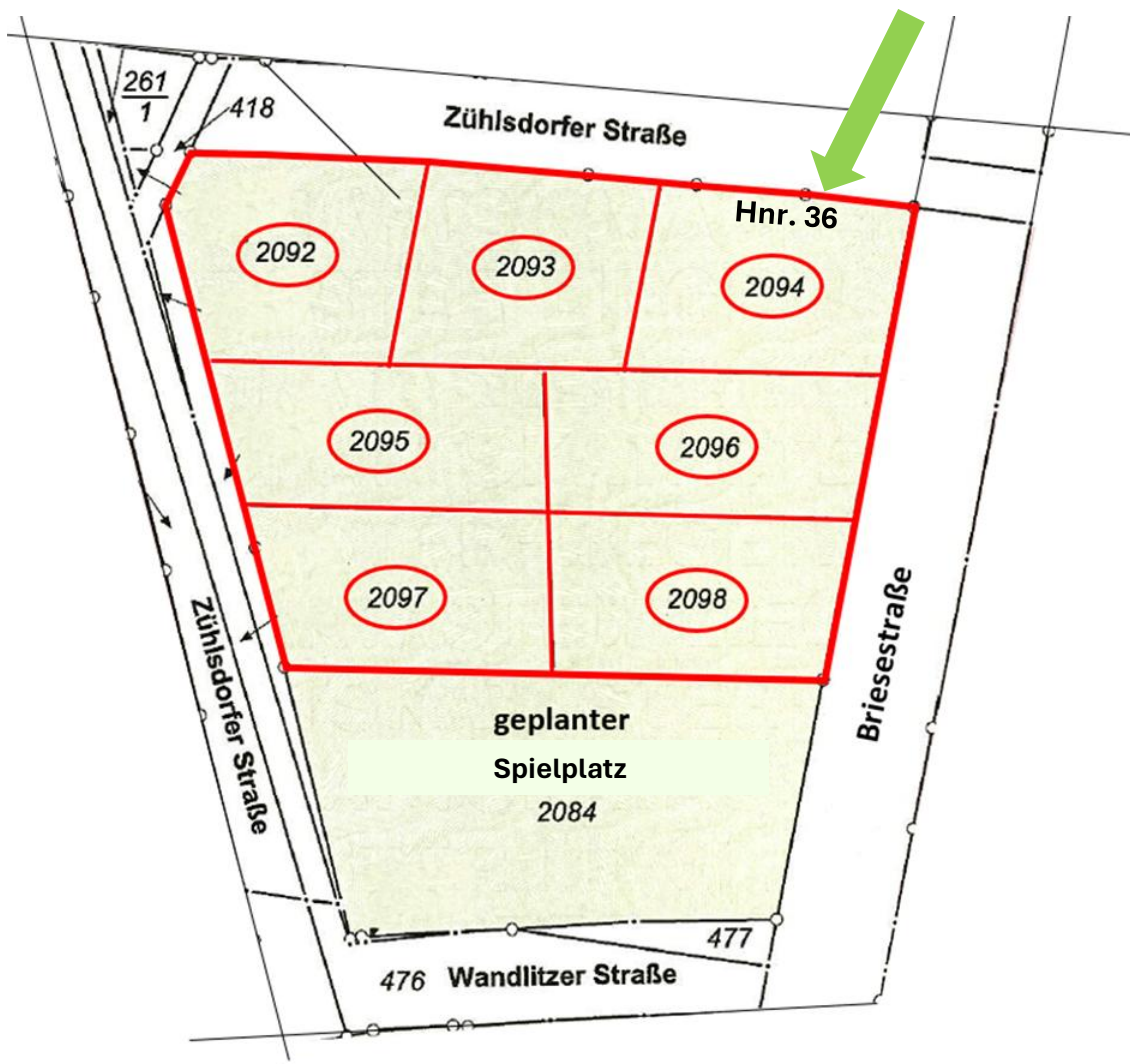 261
1
418
Zühlsdorfer Straße
Hnr. 36
2092
2093
2094
2095
2096
2097
2098
Zühlsdorfer Straße
Briesestraße
geplanter
Spielplatz
2084
477
476 Wandlitzer Straße